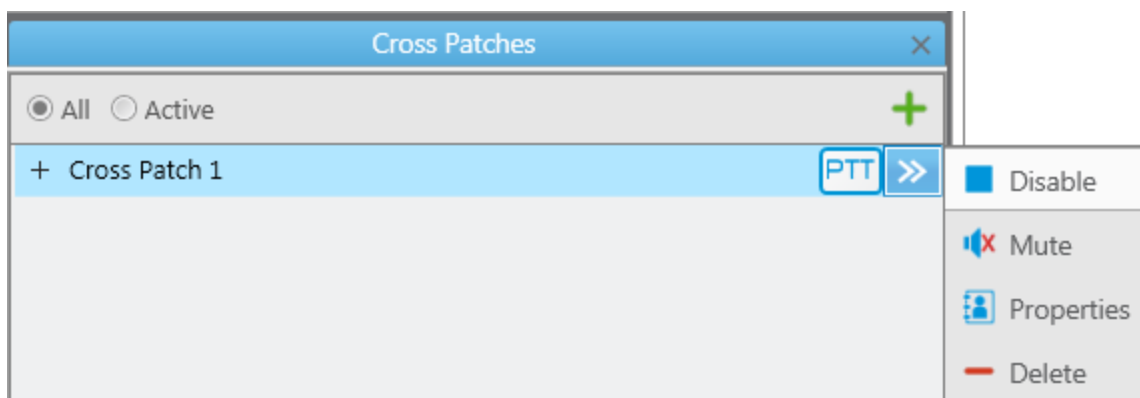 Cross Patches
All Active
+ Cross Patch 1 PTT
Disable
Mute
Properties
Delete